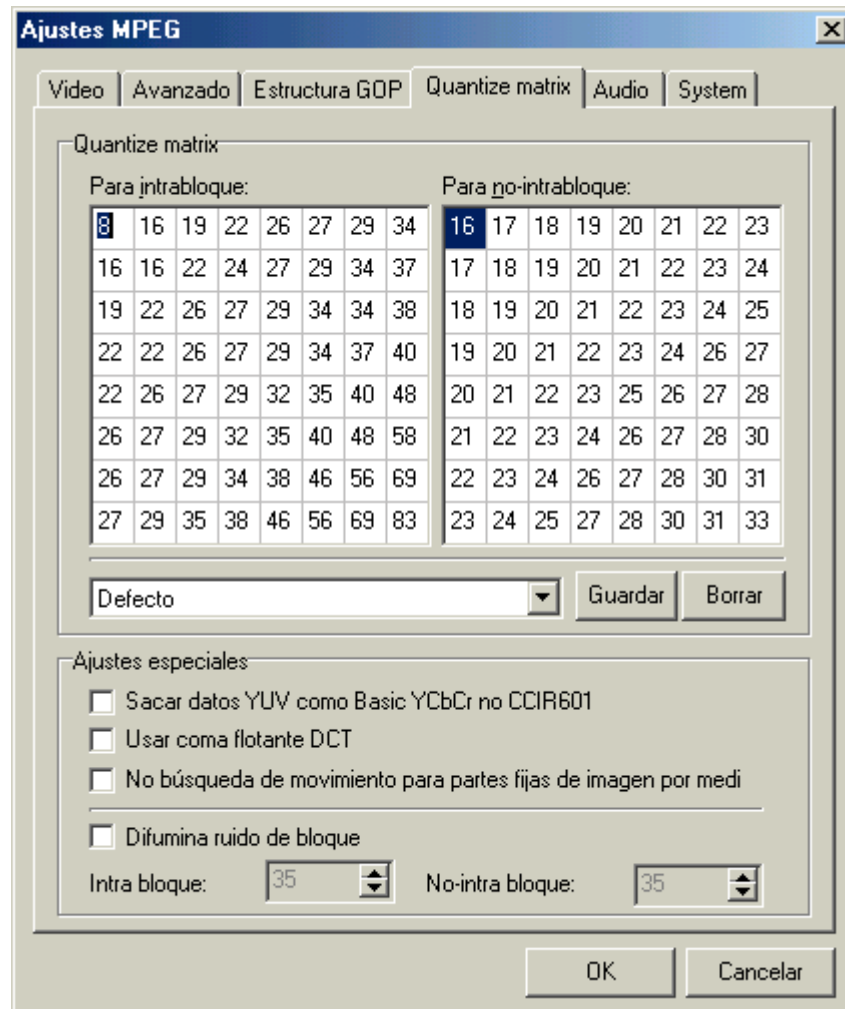 Ajustes MPEG
Video Avanzado Estructura GOP Quantize matrix Audio System
Quantize matrix
Para intrabloque: Para no-intrabloque:
8 16 19 22 26 27 29 34 16 17 18 19 20 21 22 23
16 16 22 24 27 29 34 37 17 18 19 20 21 22 23 24
19 22 26 27 29 34 34 38 18 19 20 21 22 23 24 25
22 22 26 27 29 34 37 40 19 20 21 22 23 24 26 27
22 26 27 29 32 35 40 48 20 21 22 23 25 26 27 28
26 27 29 32 35 40 48 58 21 22 23 24 26 27 28 30
26 27 29 34 38 46 56 69 22 23 24 26 27 28 30 31
27 29 35 38 46 56 69 83 23 24 25 27 28 30 31 33
Defecto Guardar Borrar
Ajustes especiales
Sacar datos YUV como Basic YCbCr no CCIR601
Usar coma flotante DCT
No búsqueda de movimiento para partes fijas de imagen por medi
Difumina ruido de bloque
Intra bloque: 35 No-intra bloque: 35
OK Cancelar